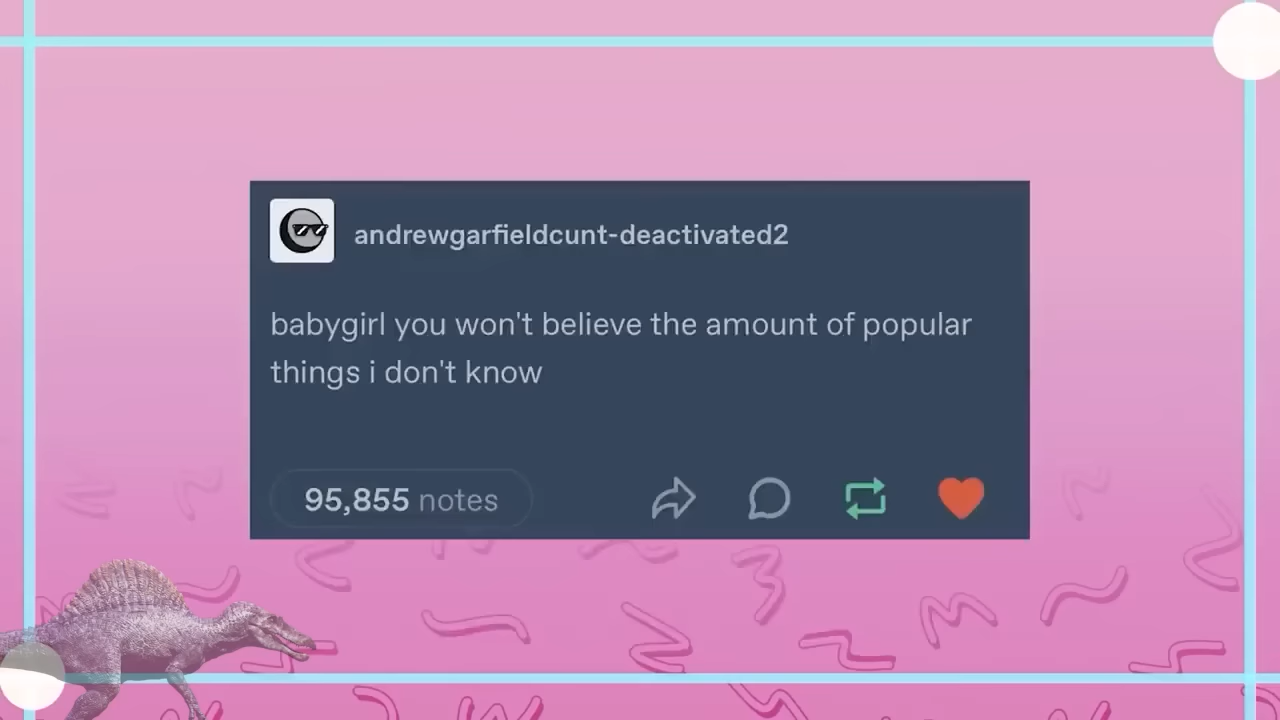 andrewgarfieldcunt-deactivated2
babygirl you won't believe the amount of popular
things i don't know
95,855 notes